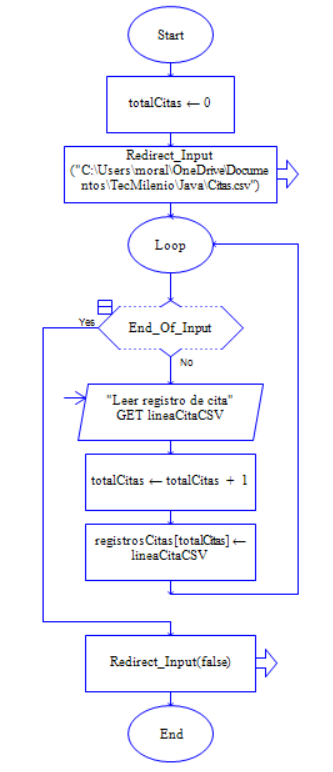 Start
totalCitas ← 0
Redirect_Input
("C:\Users\moral\OneDrive\Docume
ntos\TecMilenio\Java\Citas.csv")
Loop
End_Of_Input
Yes
No
"Leer registro de cita"
GET lineaCitaCSV
totalCitas ← totalCitas + 1
registrosCitas[totalCitas] ←
lineaCitaCSV
Redirect_Input(false)
End